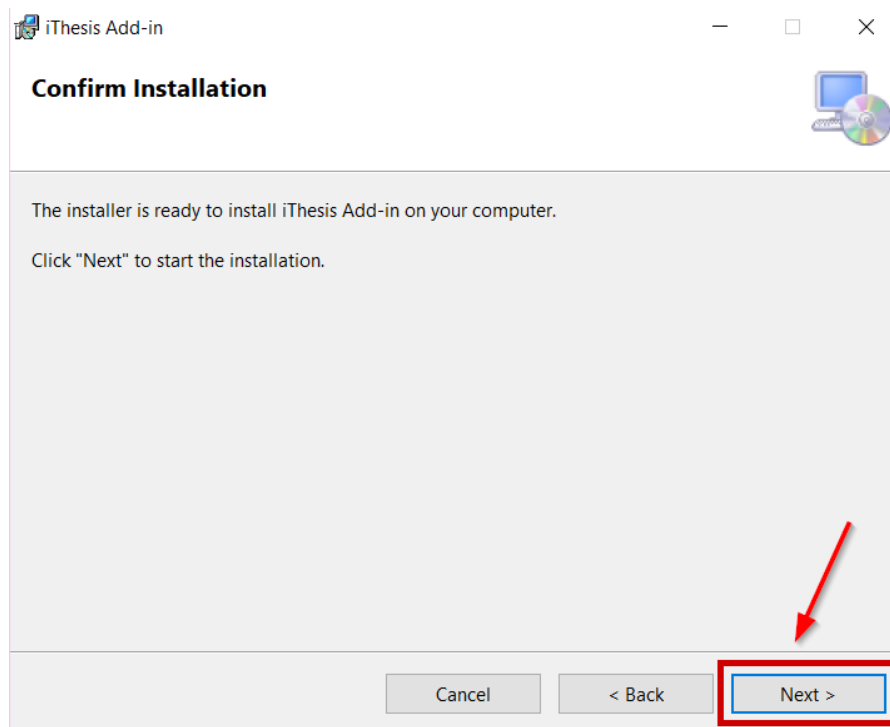 iThesis Add-in
Confirm Installation
The installer is ready to install iThesis Add-in on your computer.
Click "Next" to start the installation.
Cancel
< Back
Next >